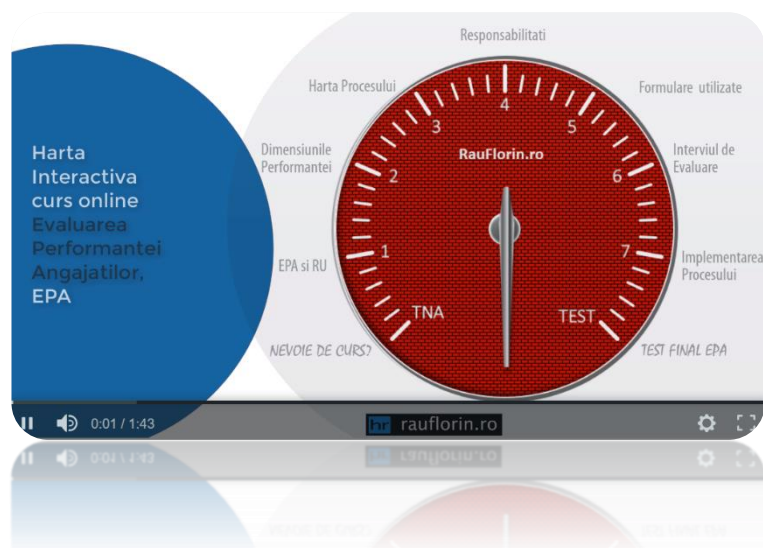 Harta
Interactiva
curs online
Evaluarea
Performantei
Angajatilor,
EPA
Responsabilitati
Harta Procesului
Formulare utilizate
Dimensiunile
Performantei
Interviul de
Evaluare
EPA si RU
Implementarea
Procesului
NEVOIE DE CURS?
TEST FINAL EPA
4
3
5
RauFlorin.ro
2
6
1
7
TNA
TEST
0:01 / 1:43
hr rauflorin.ro